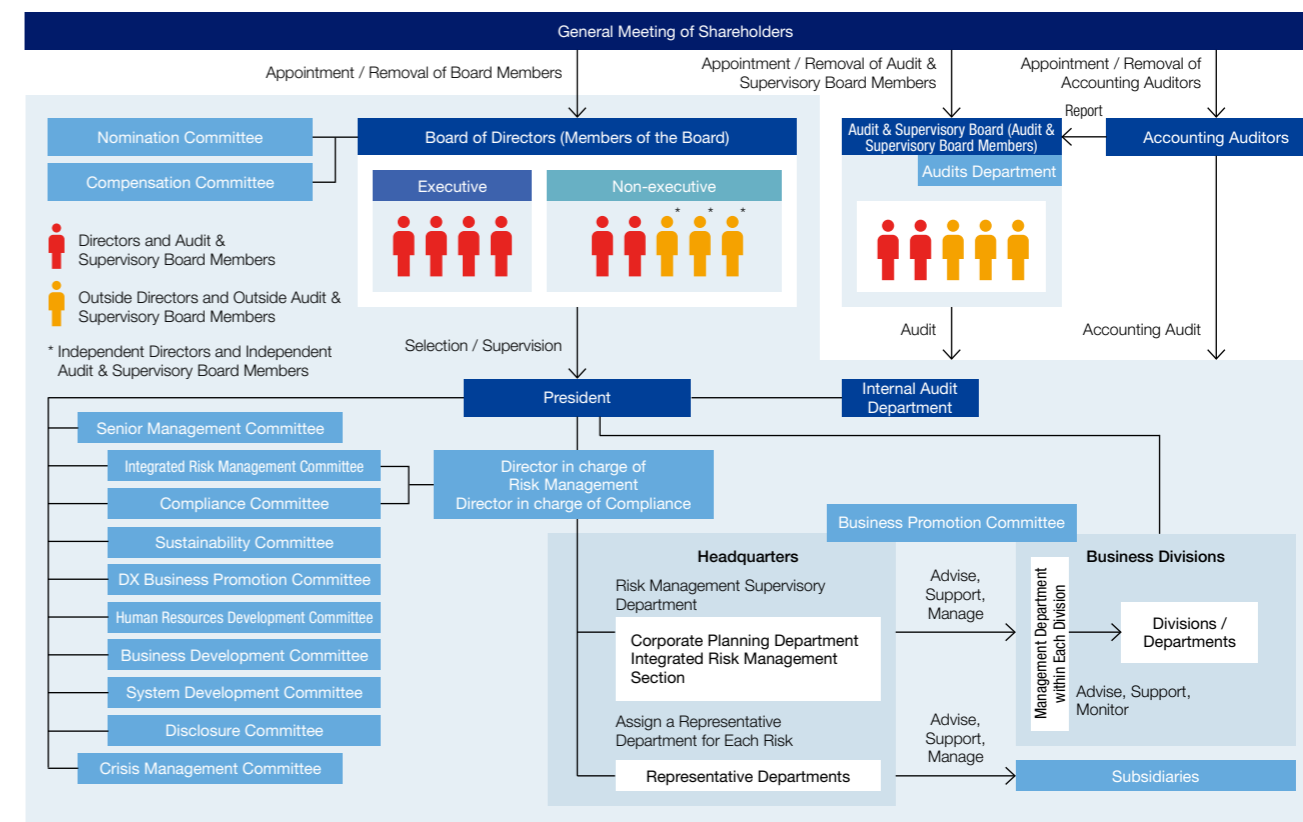 General Meeting of Shareholders
Appointment / Removal of Board Members
Appointment / Removal of Audit &
Supervisory Board Members
Appointment / Removal of
Accounting Auditors
Report
Nomination Committee
Compensation Committee
Board of Directors (Members of the Board)
Executive
Non-executive
* * *
Audit & Supervisory Board (Audit &
Supervisory Board Members)
Audits Department
Accounting Auditors
Directors and Audit &
Supervisory Board Members
Outside Directors and Outside Audit &
Supervisory Board Members
* Independent Directors and Independent
Audit & Supervisory Board Members
Selection / Supervision
Audit
Accounting Audit
President
Internal Audit
Department
Senior Management Committee
Integrated Risk Management Committee
Compliance Committee
Sustainability Committee
DX Business Promotion Committee
Human Resources Development Committee
Business Development Committee
System Development Committee
Disclosure Committee
Crisis Management Committee
Director in charge of
Risk Management
Director in charge of Compliance
Business Promotion Committee
Headquarters
Risk Management Supervisory
Department
Corporate Planning Department
Integrated Risk Management
Section
Assign a Representative
Department for Each Risk
Representative Departments
Advise,
Support,
Manage
Advise,
Support,
Manage
Business Divisions
Management Department
within Each Division
Divisions /
Departments
Advise, Support,
Monitor
Subsidiaries